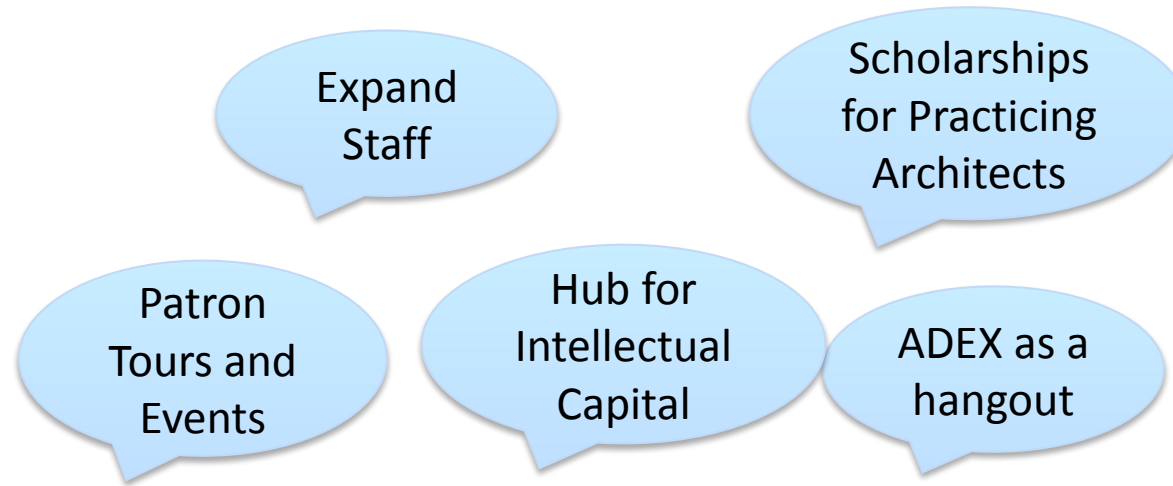 Expand
Staff
Scholarships
for Practicing
Architects
Patron
Tours and
Events
Hub for
Intellectual
Capital
ADEX as a
hangout